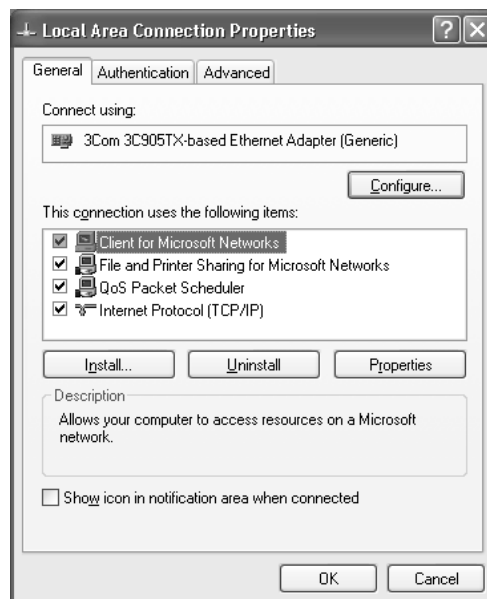 Local Area Connection Properties
General Authentication Advanced
Connect using:
3Com 3C905TX-based Ethernet Adapter (Generic)
Configure...
This connection uses the following items:
Client for Microsoft Networks
File and Printer Sharing for Microsoft Networks
QoS Packet Scheduler
Internet Protocol (TCP/IP)
Install... Uninstall Properties
Description
Allows your computer to access resources on a Microsoft
network.
Show icon in notification area when connected
OK Cancel